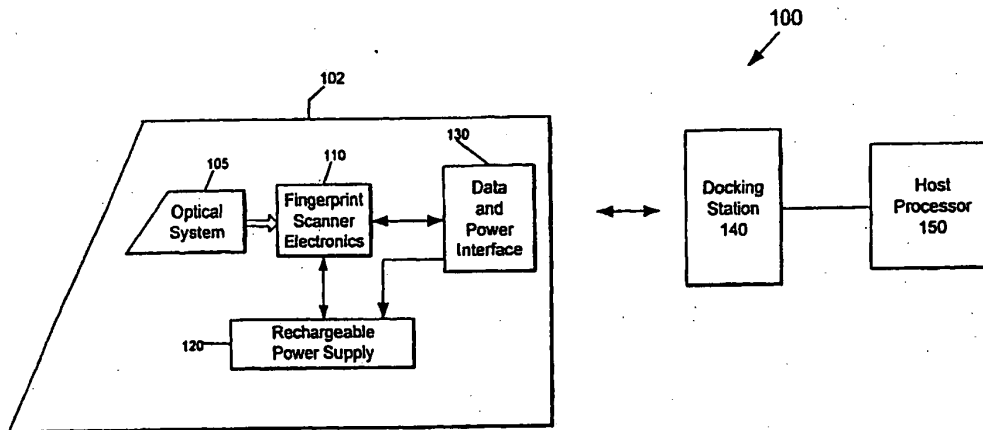 100
102
105
Optical
System
110
Fingerprint
Scanner
Electronics
130
Data
and
Power
Interface
120
Rechargeable
Power Supply
Docking
Station
140
Host
Processor
150